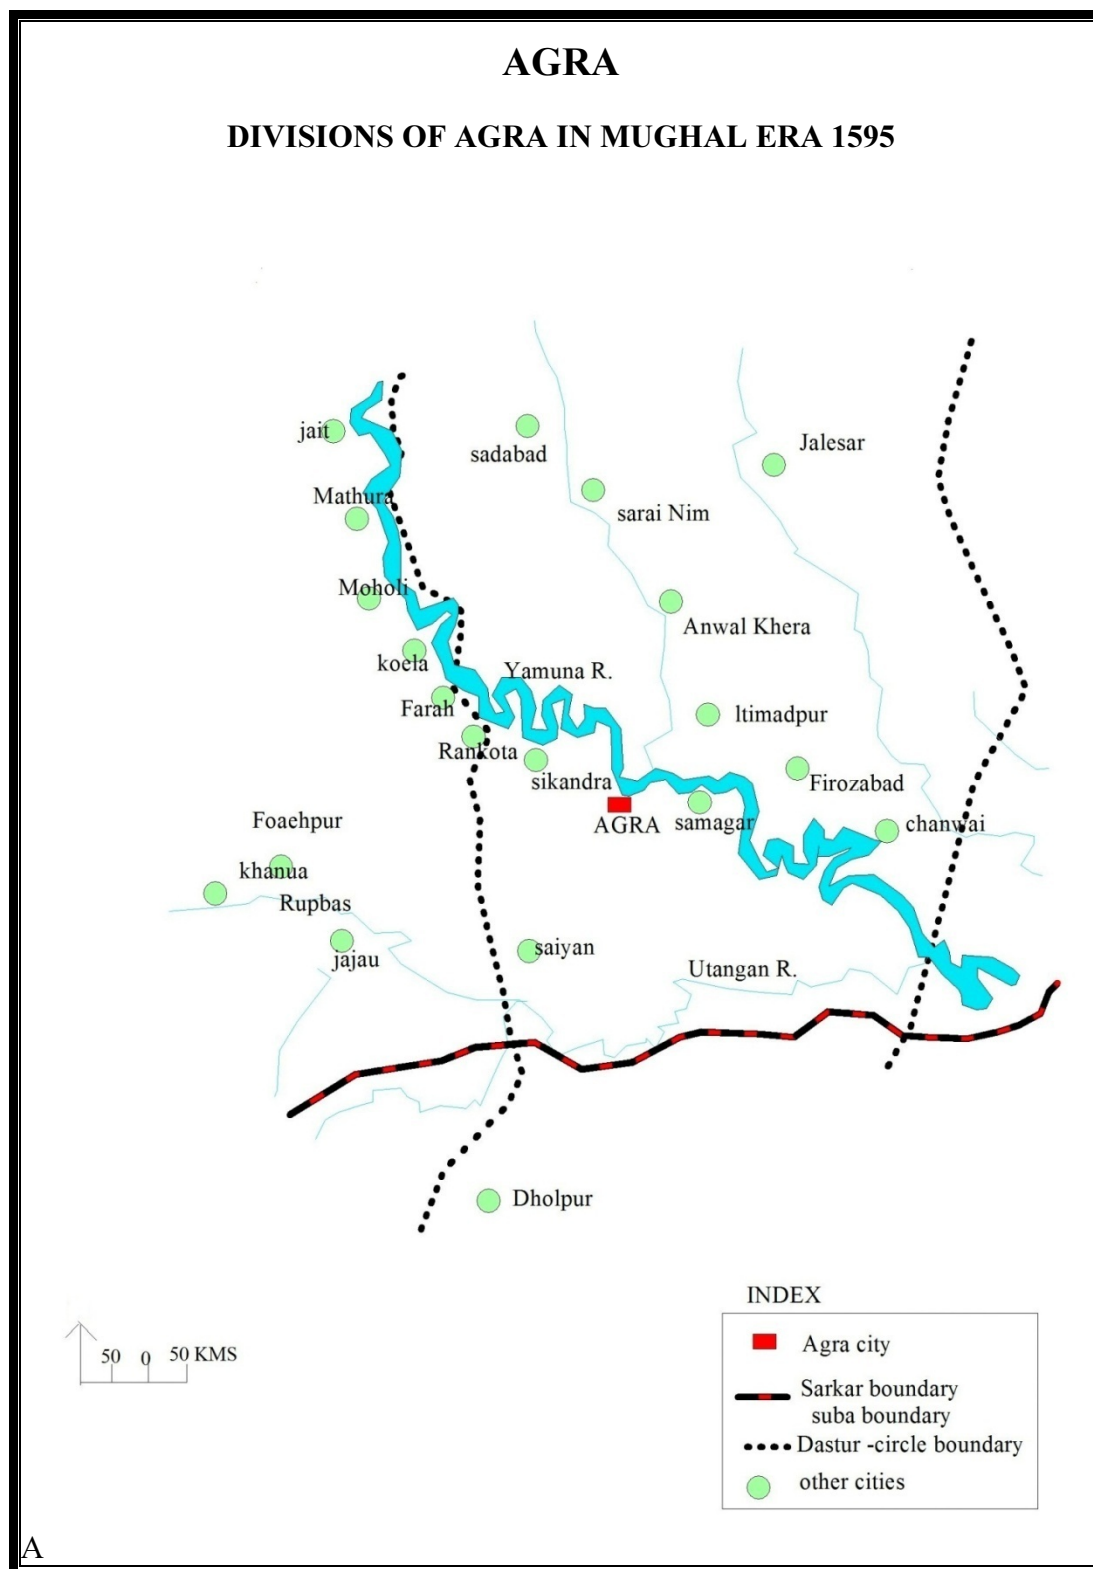 AGRA
DIVISIONS OF AGRA IN MUGHAL ERA 1595
jait
sadabad
Jalesar
Mathura
sarai Nim
Moholi
Anwal Khera
koela
Yamuna R.
Farah
ltimadpur
Rankota
sikandra
Firozabad
AGRA
samagar
chanwai
Foaehpur
khanua
Rupbas
jajau
saiyan
Utangan R.
Dholpur
50 0 50 KMS
INDEX
Agra city
Sarkar boundary
suba boundary
Dastur -circle boundary
other cities
A